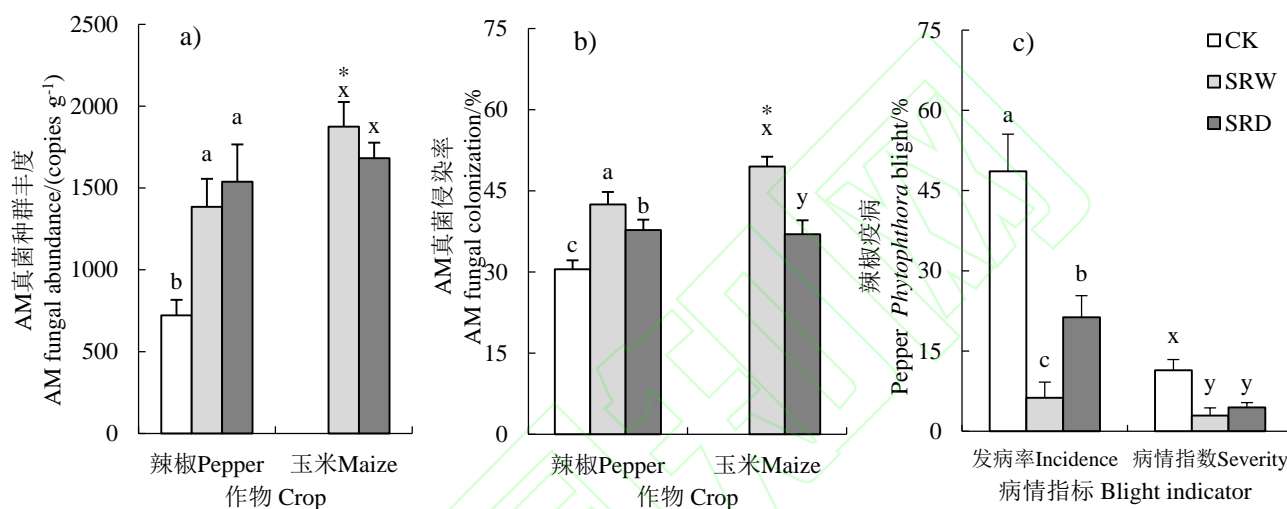 a)
AM真菌种群丰度
AM fungal abundance/(copies g⁻¹)
2500
2000
1500
1000
500
0
b
a
a
*
x
x
辣椒Pepper
玉米Maize
作物 Crop
b)
AM真菌侵染率
AM fungal colonization/%
75
60
45
30
15
0
c
a
b
*
x
y
辣椒Pepper
玉米Maize
作物 Crop
c)
辣椒疫病
Pepper Phytophthora blight/%
75
60
45
30
15
0
a
c
b
x
y
y
CK
SRW
SRD
发病率Incidence
病情指数Severity
病情指标 Blight indicator